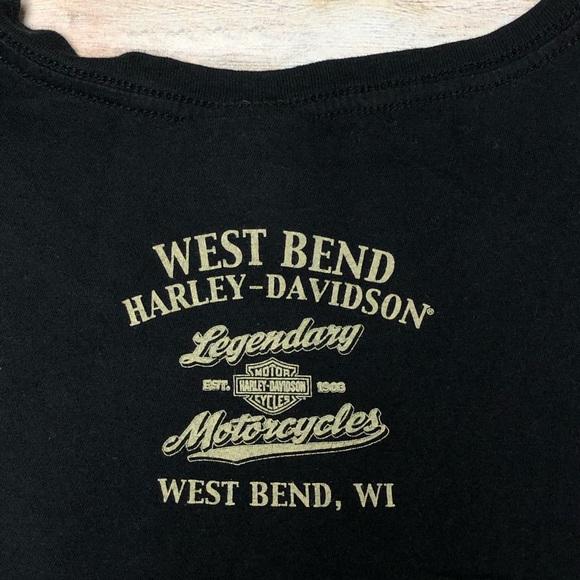 WEST BEND
HARLEY-DAVIDSON®
Legendary
MOTOR
EST. HARLEY-DAVIDSON 1903
CYCLES
Motorcycles
WEST BEND, WI